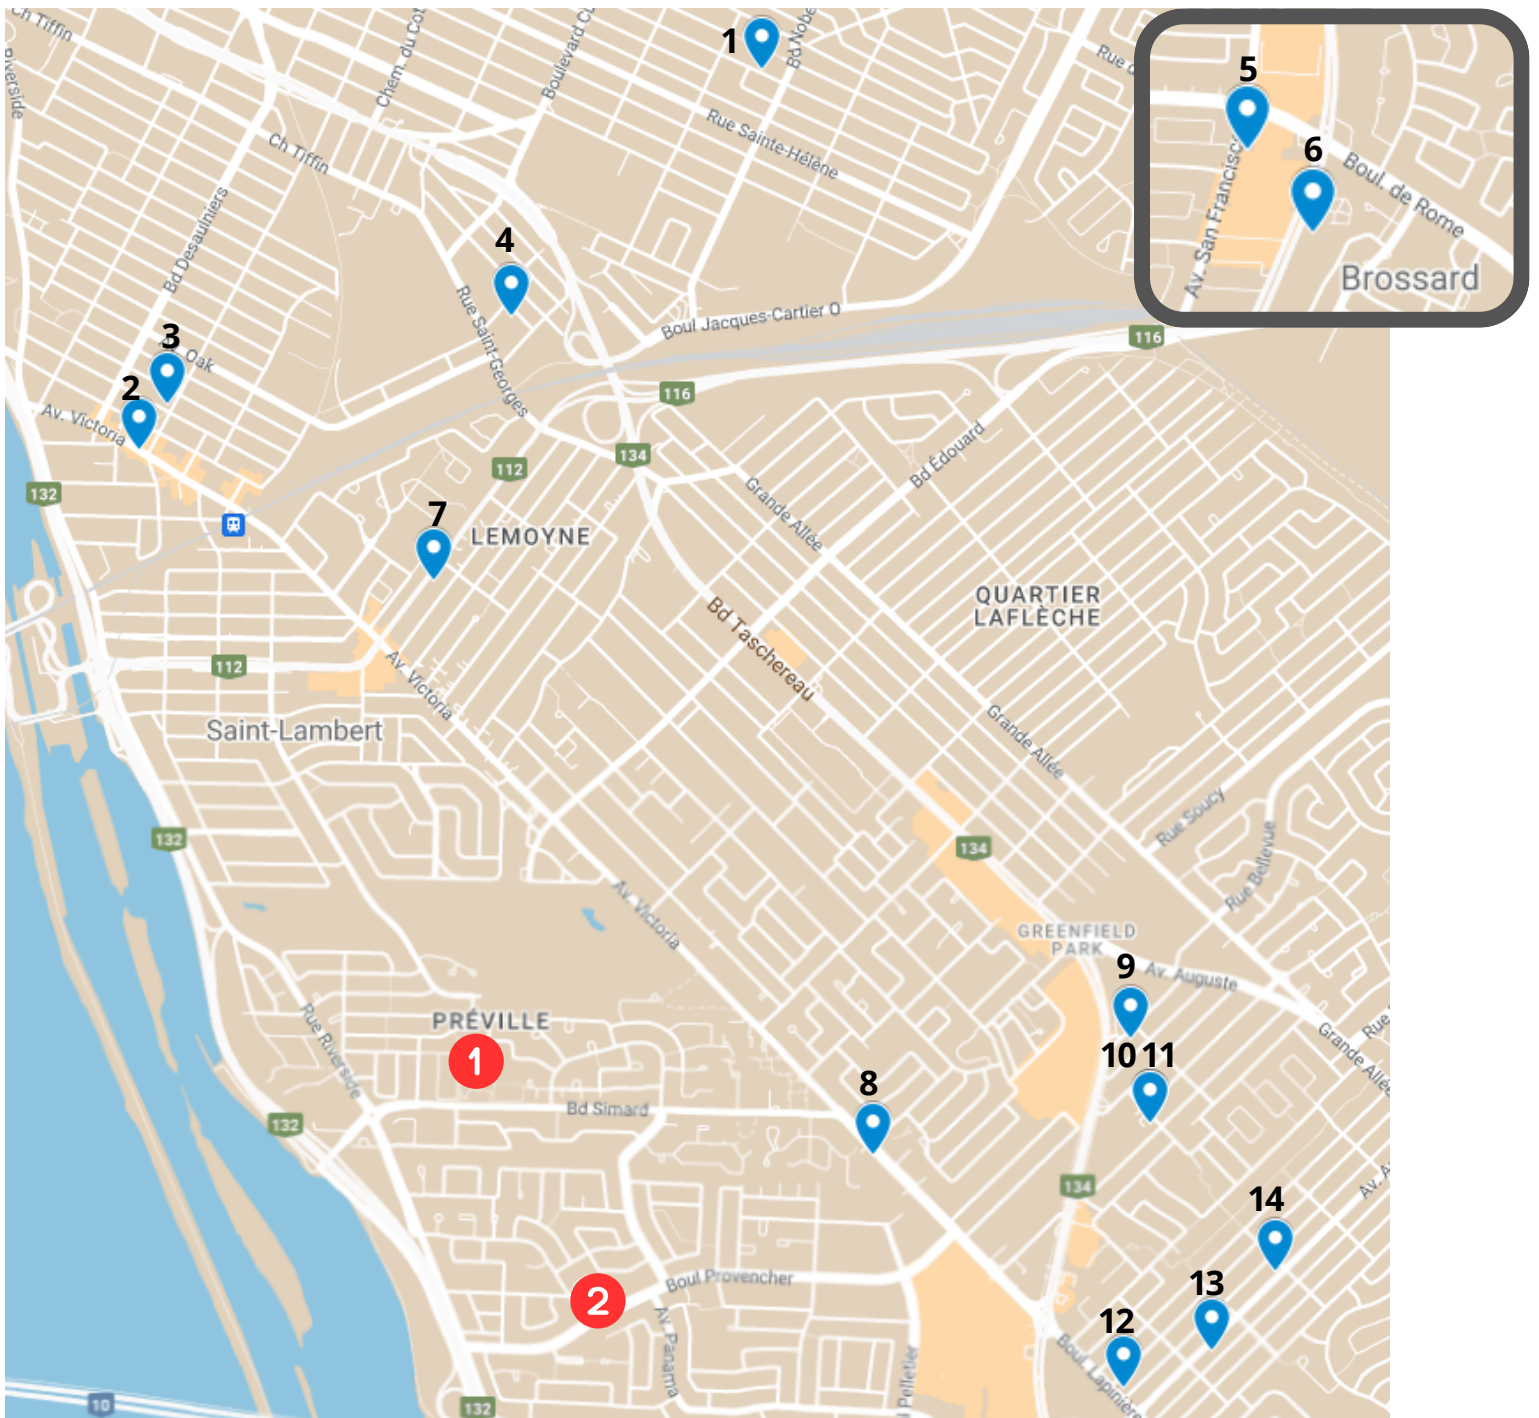 Ch Tiffin
Riverside
Chem. du Cot
Boulevard Cu
1
Bd Nobe
Rue d
Rue Sainte-Hélène
Ch Tiffin
Bd Desaulniers
4
5
6
Av. San Francisc
Boul. de Rome
Brossard
Rue Saint-Georges
Boul Jacques-Cartier O
116
3
Oak
2
Av. Victoria
116
134
112
132
Bd Édouard
Grande Allée
7
LEMOYNE
QUARTIER
LAFLÈCHE
Bd Taschereau
112
Av. Victoria
Saint-Lambert
Grande Allée
Rue Soucy
132
134
Rue Bellevue
Av. Victoria
GREENFIELD
PARK
9
Av. Auguste
Rue Riverside
PRÉVILLE
1
Rue
Grande Allée
10 11
8
Bd Simard
132
134
Av. A
14
13
Boul Provencher
2
12
Av. Panama
l Pelletier
Boul. Lapinière
10
132